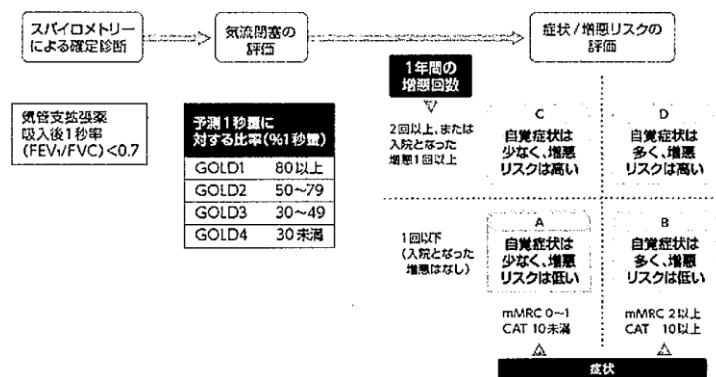 スパイロメトリー
による確定診断
気流閉塞の
評価
症状/増悪リスクの
評価
気管支拡張薬
吸入後1秒率
(FEV₁/FVC)<0.7
予測1秒量に
対する比率(%1秒量)
GOLD1 80以上
GOLD2 50〜79
GOLD3 30〜49
GOLD4 30未満
1年間の
増悪回数
2回以上、または
入院となった
増悪1回以上
C
自覚症状は
少なく、増悪
リスクは高い
D
自覚症状は
多く、増悪
リスクは高い
1回以下
(入院となった
増悪はなし)
A
自覚症状は
少なく、増悪
リスクは低い
B
自覚症状は
多く、増悪
リスクは低い
mMRC 0〜1
CAT 10未満
mMRC 2以上
CAT 10以上
症状